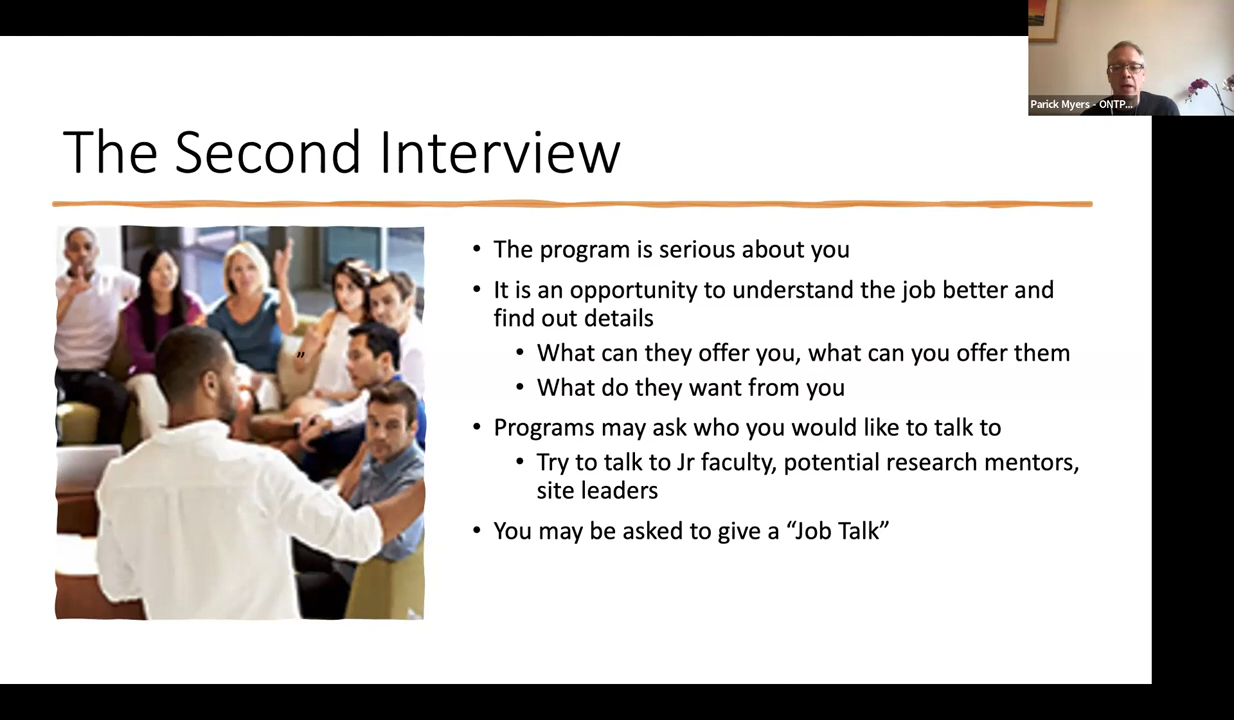 Parick Myers - ONTP...
The Second Interview
”
• The program is serious about you
• It is an opportunity to understand the job better and
find out details
• What can they offer you, what can you offer them
• What do they want from you
• Programs may ask who you would like to talk to
• Try to talk to Jr faculty, potential research mentors,
site leaders
• You may be asked to give a “Job Talk”